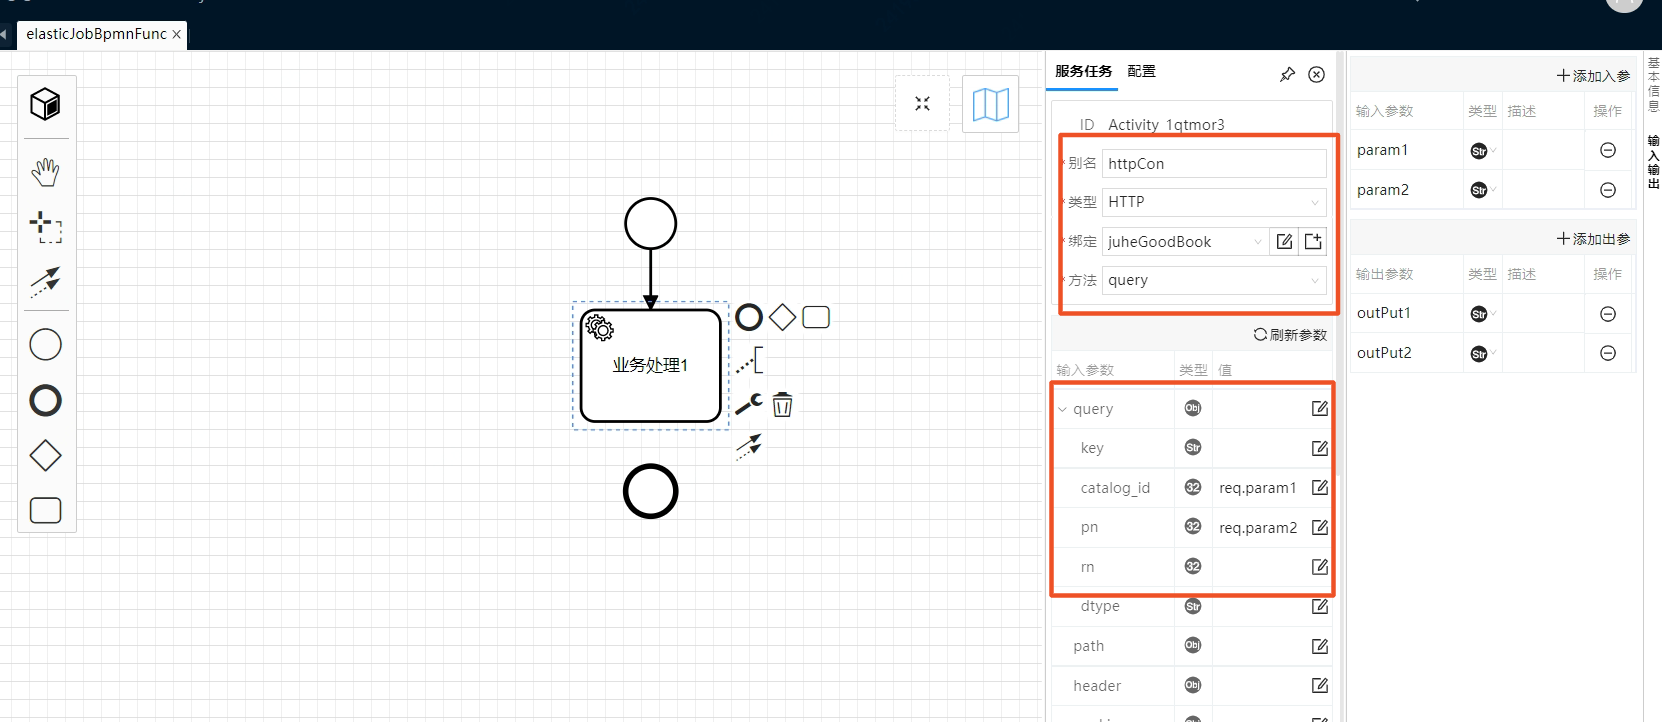 elasticJobBpmnFunc
业务处理1
服务任务 配置
ID Activity_1qtmor3
* 别名 httpCon
* 类型 HTTP
* 绑定 juheGoodBook
* 方法 query
刷新参数
输入参数 类型 值
query Obj
key Str
catalog_id 32 req.param1
pn 32 req.param2
rn 32
dtype Str
path Obj
header Obj
添加入参
输入参数 类型 描述 操作
param1 Str
param2 Str
添加出参
输出参数 类型 描述 操作
outPut1 Str
outPut2 Str
基本信息
输入输出